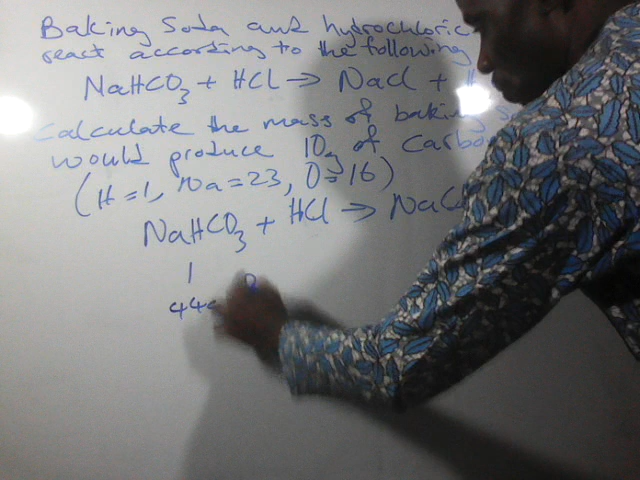 Baking Soda and hydrochloric
react according to the following
NaHCO3 + HCl → NaCl +
Calculate the mass of baking
would produce 10g of Carbo
(H=1, Na=23, O=16)
NaHCO3 + HCl → NaC
1
44